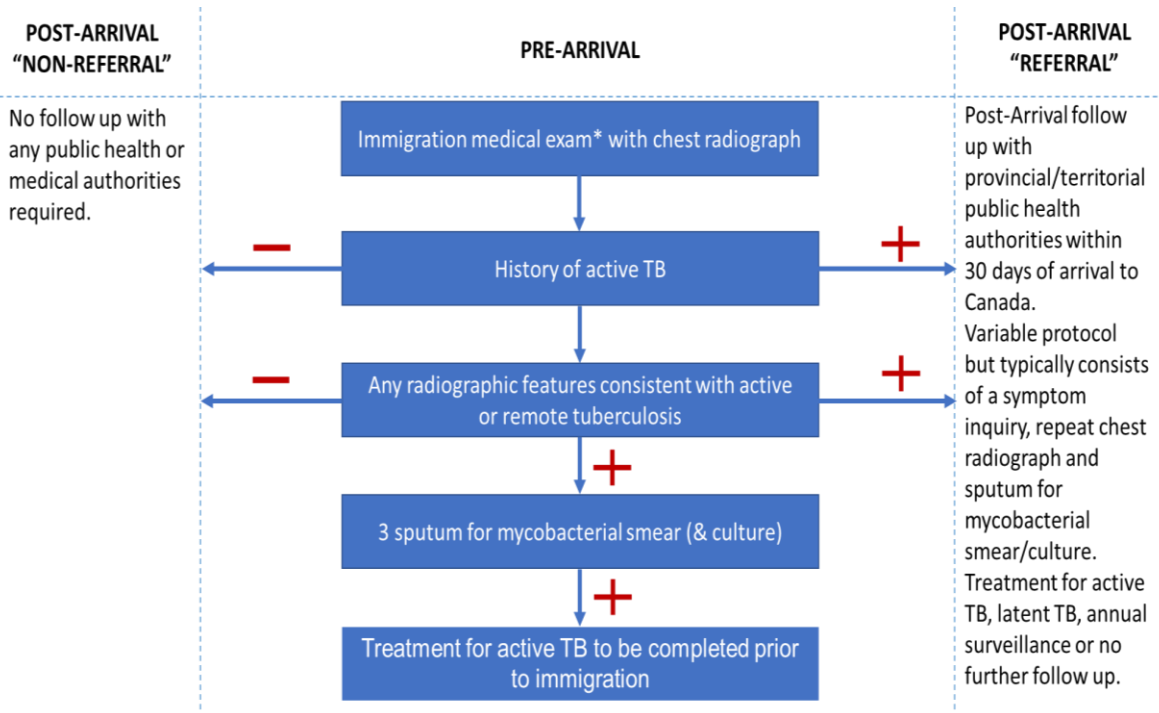 POST-ARRIVAL
“NON-REFERRAL”
PRE-ARRIVAL
POST-ARRIVAL
“REFERRAL”
No follow up with
any public health or
medical authorities
required.
Immigration medical exam* with chest radiograph
−
History of active TB
+
−
Any radiographic features consistent with active
or remote tuberculosis
+
+
3 sputum for mycobacterial smear (& culture)
+
Treatment for active TB to be completed prior
to immigration
Post-Arrival follow
up with
provincial/territorial
public health
authorities within
30 days of arrival to
Canada.
Variable protocol
but typically consists
of a symptom
inquiry, repeat chest
radiograph and
sputum for
mycobacterial
smear/culture.
Treatment for active
TB, latent TB, annual
surveillance or no
further follow up.